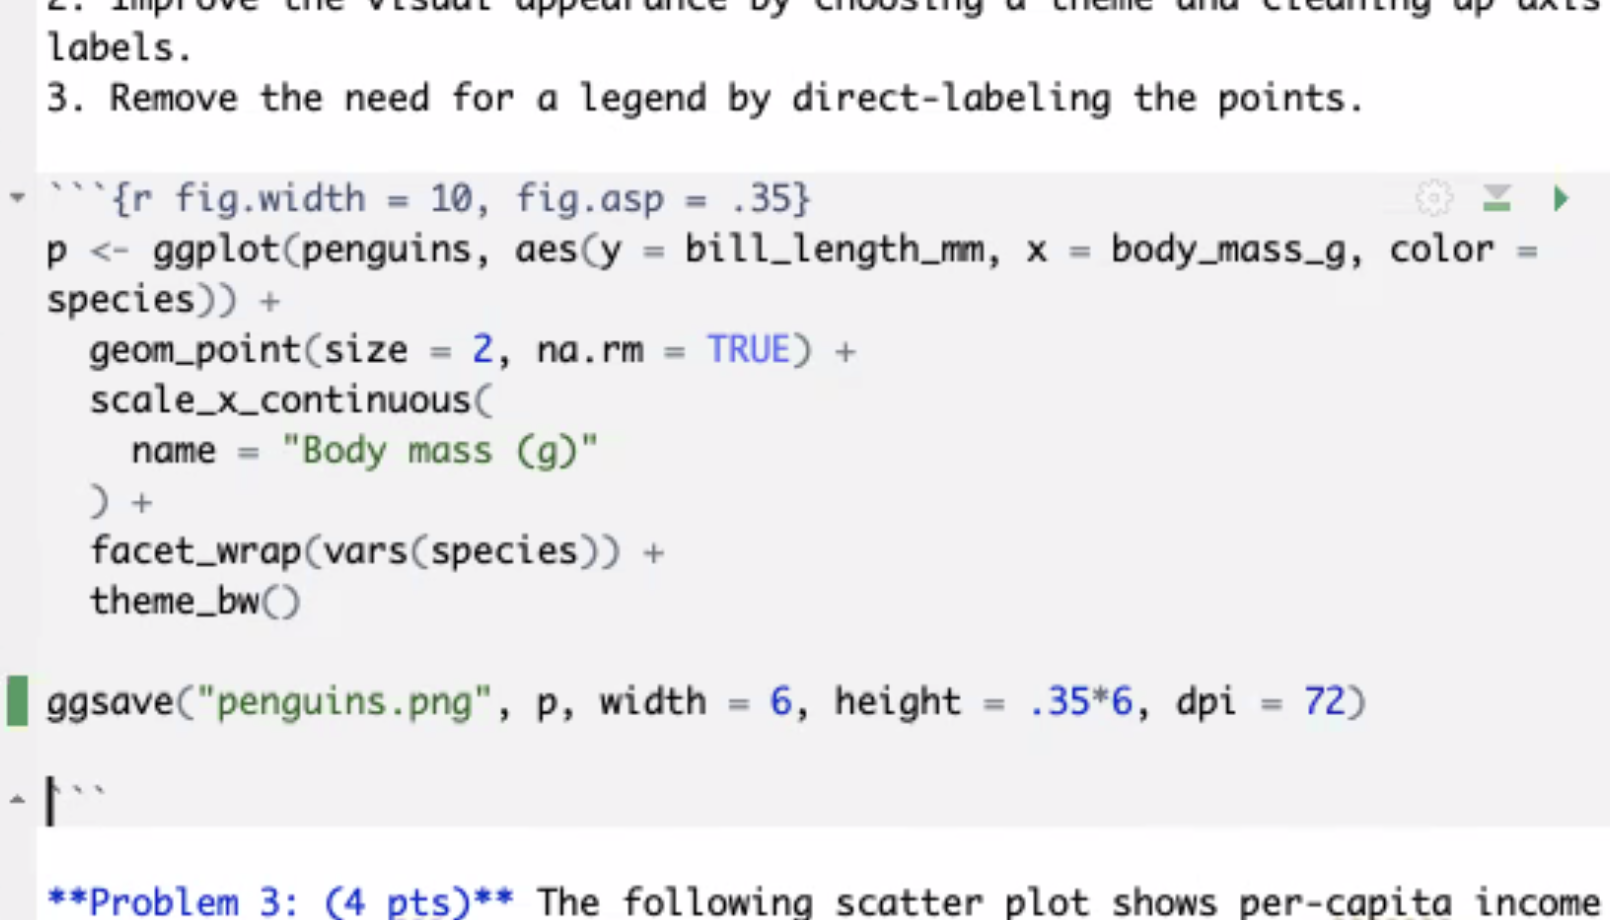 2. Improve the visual appearance by choosing a theme and cleaning up axis
labels.
3. Remove the need for a legend by direct-labeling the points.
```{r fig.width = 10, fig.asp = .35}
p <- ggplot(penguins, aes(y = bill_length_mm, x = body_mass_g, color =
species)) +
  geom_point(size = 2, na.rm = TRUE) +
  scale_x_continuous(
    name = "Body mass (g)"
  ) +
  facet_wrap(vars(species)) +
  theme_bw()
ggsave("penguins.png", p, width = 6, height = .35*6, dpi = 72)
```
**Problem 3: (4 pts)** The following scatter plot shows per-capita income